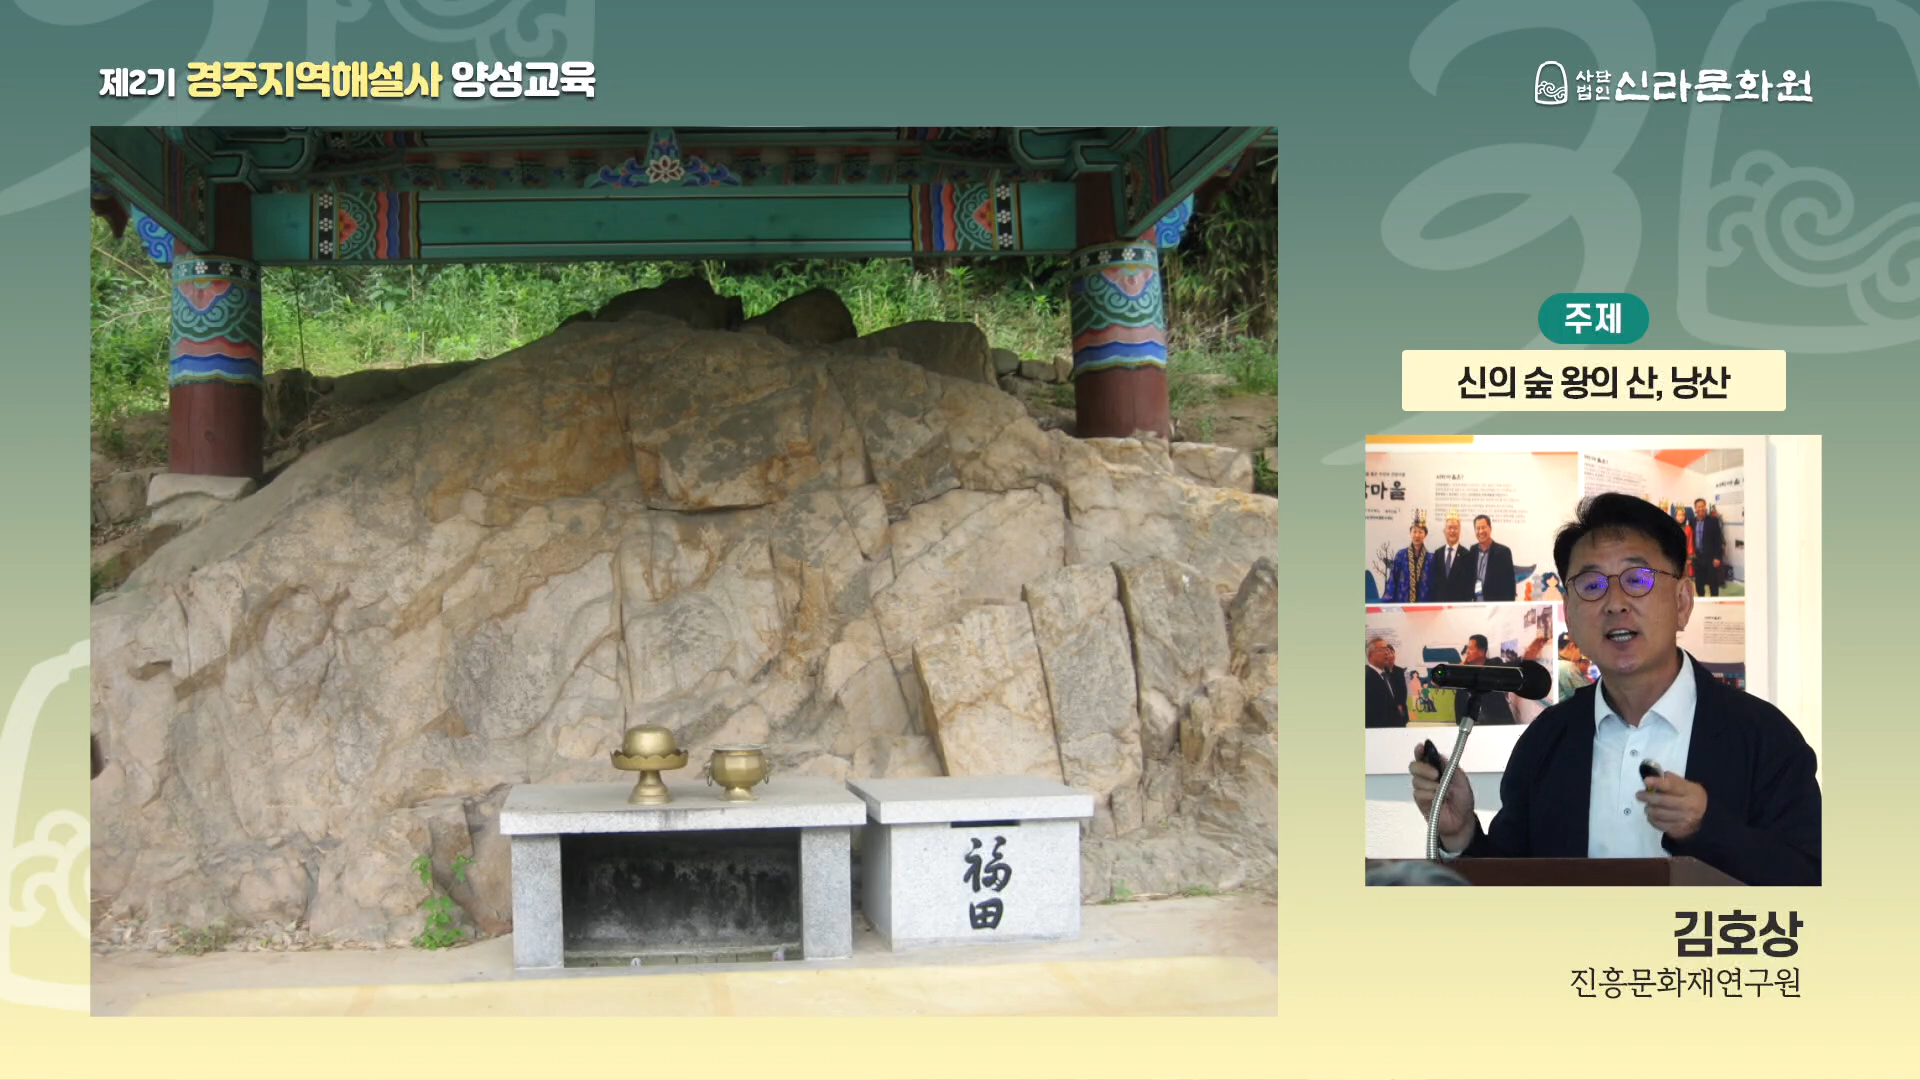 제2기 경주지역해설사 양성교육
사단법인 신라문화원
주제
신의 숲 왕의 산, 낭산
마을
福田
김호상
진흥문화재연구원